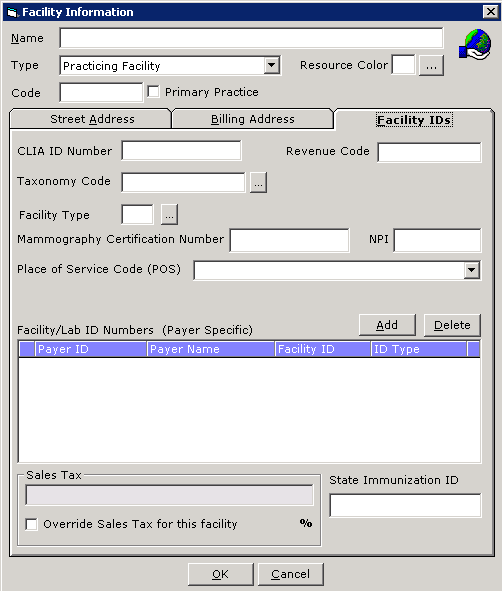 Facility Information
Name
Type Practicing Facility Resource Color ...
Code Primary Practice
Street Address Billing Address Facility IDs
CLIA ID Number Revenue Code
Taxonomy Code ...
Facility Type ...
Mammography Certification Number NPI
Place of Service Code (POS)
Facility/Lab ID Numbers (Payer Specific) Add Delete
Payer ID Payer Name Facility ID ID Type
Sales Tax State Immunization ID
Override Sales Tax for this facility %
OK Cancel